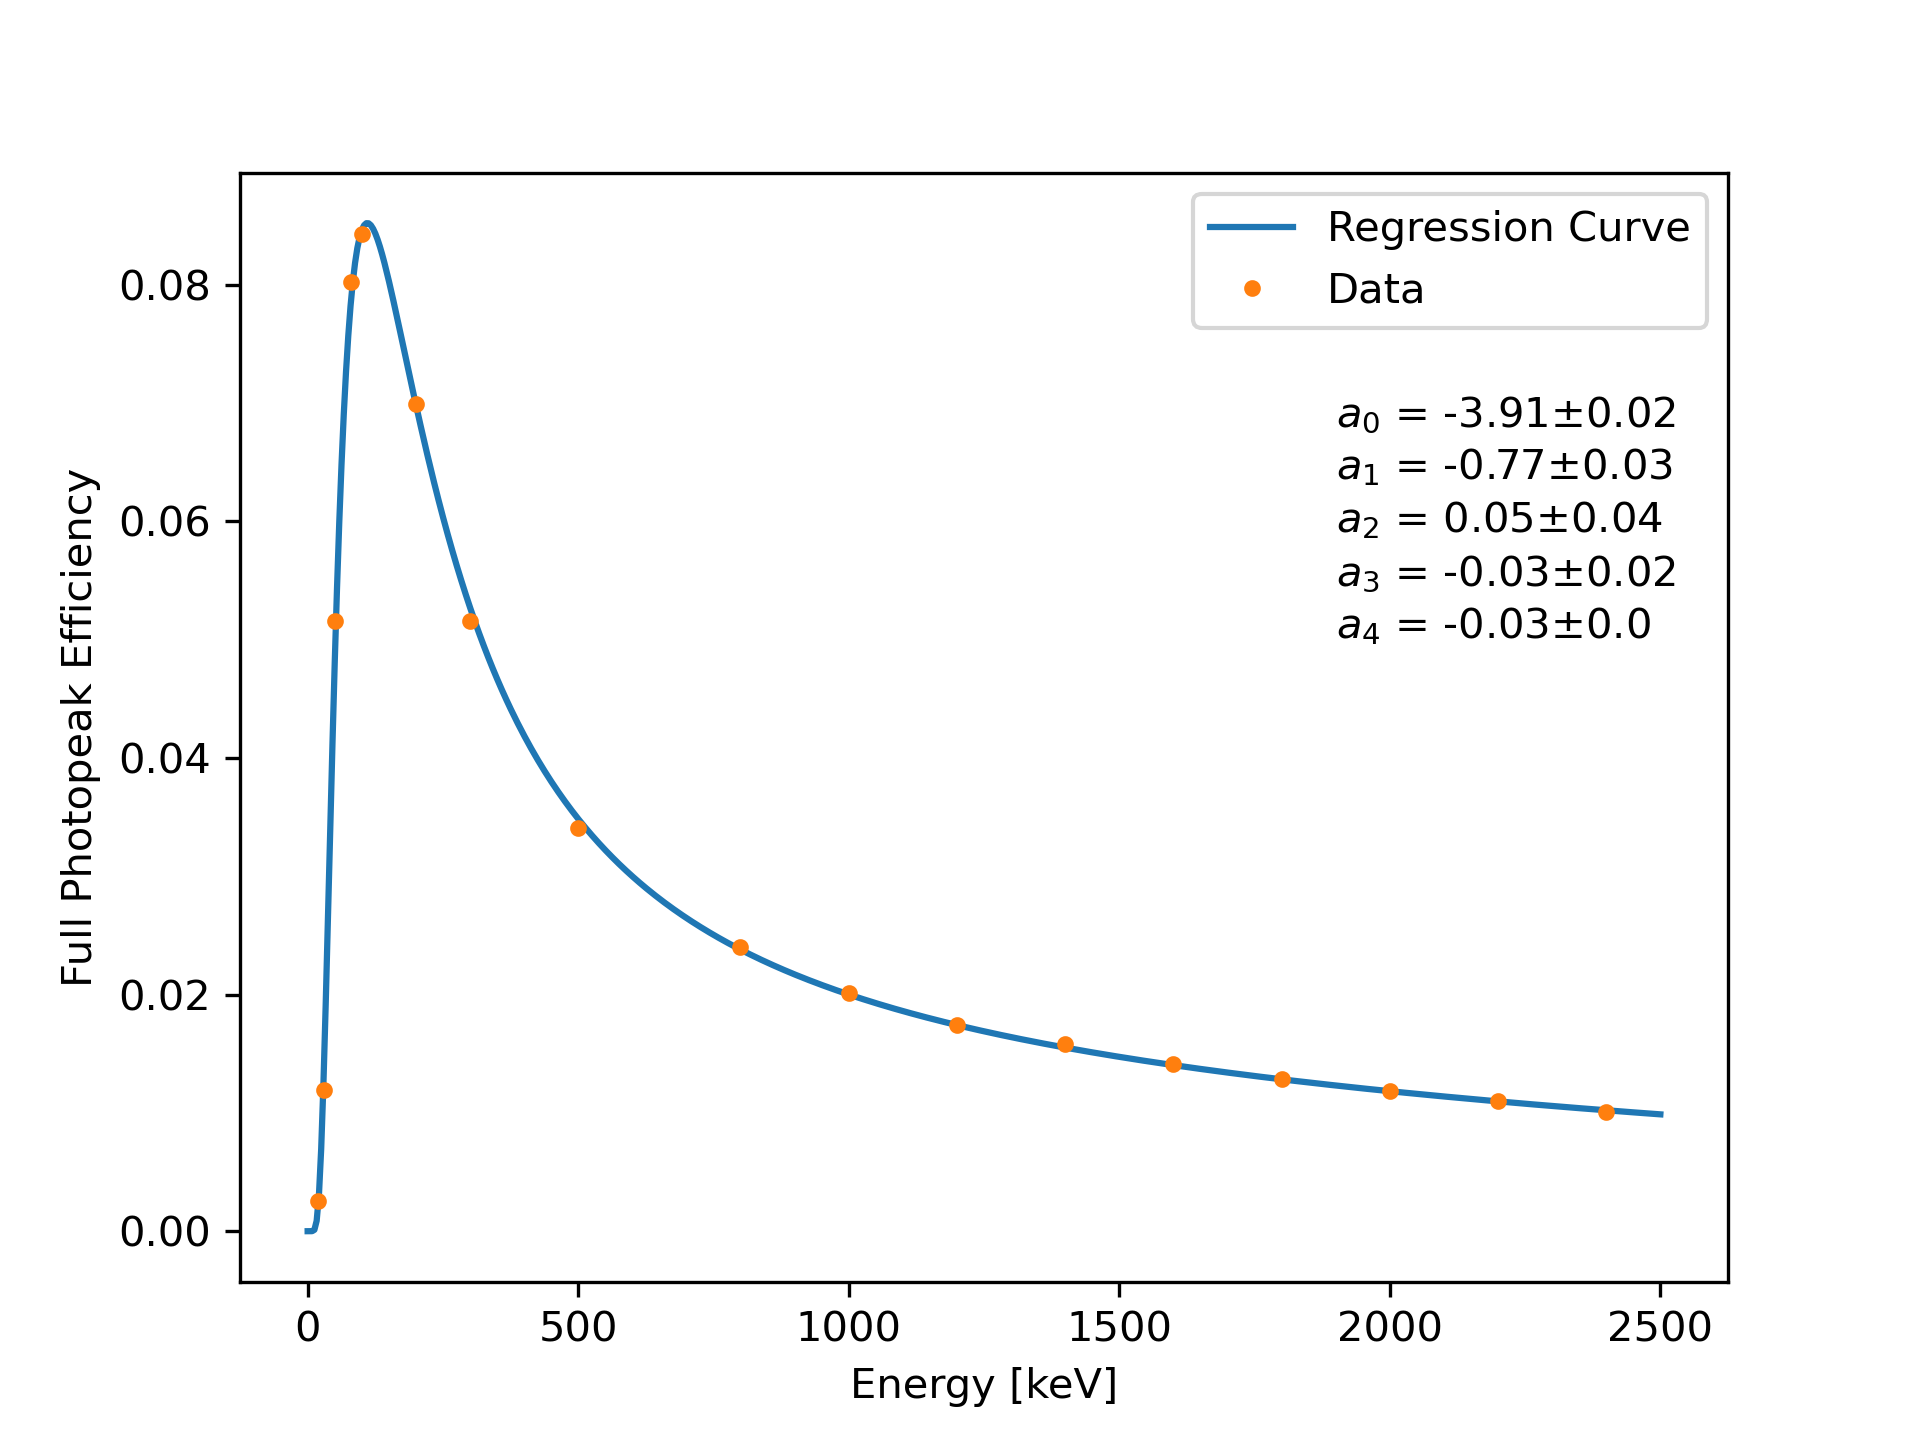 Regression Curve
Data
a₀ = -3.91±0.02
a₁ = -0.77±0.03
a₂ = 0.05±0.04
a₃ = -0.03±0.02
a₄ = -0.03±0.0
Full Photopeak Efficiency
0.08
0.06
0.04
0.02
0.00
0 500 1000 1500 2000 2500
Energy [keV]